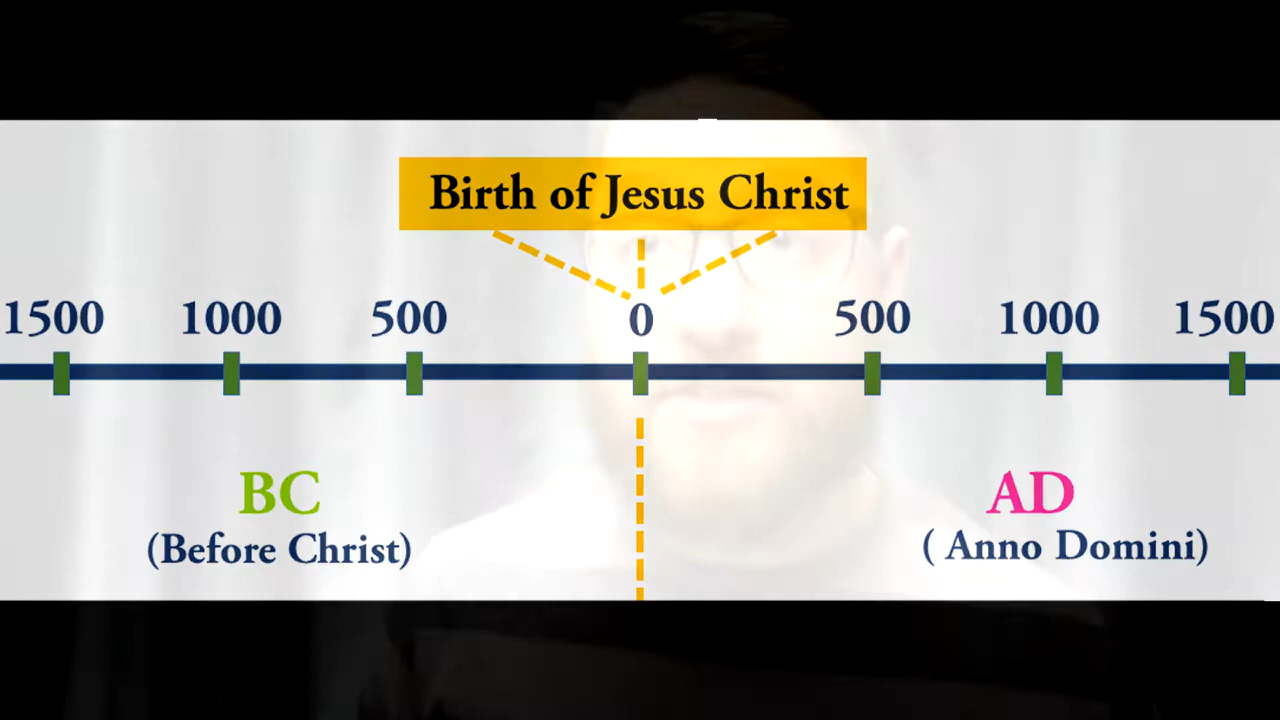 Birth of Jesus Christ
1500 1000 500 0 500 1000 1500
BC
(Before Christ)
AD
( Anno Domini)